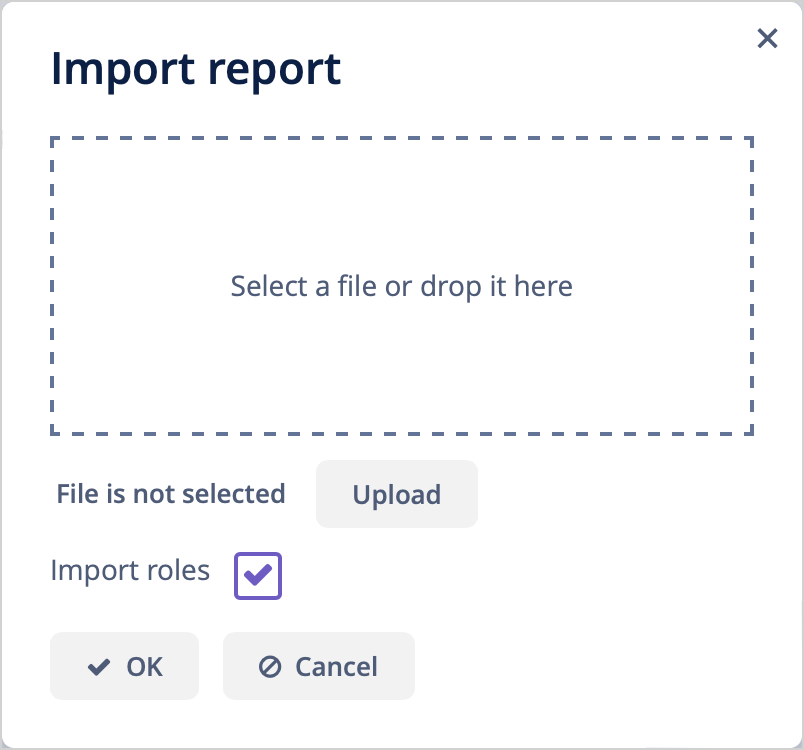 Import report
Select a file or drop it here
File is not selected
Upload
Import roles
OK
Cancel